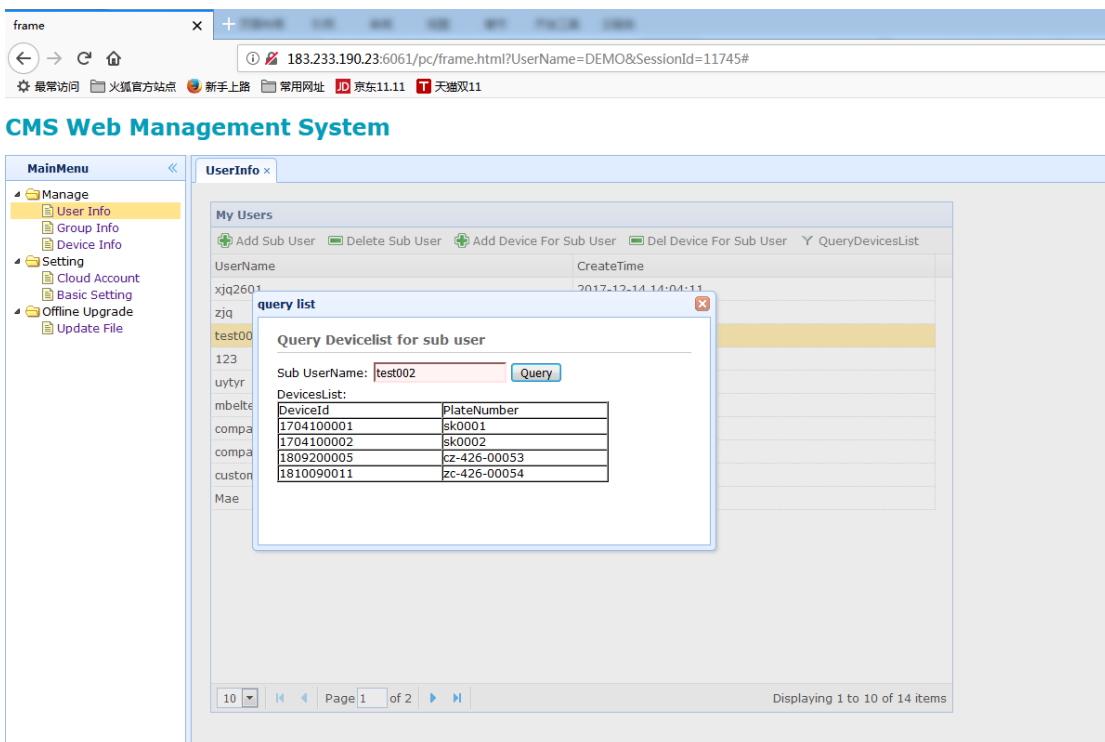 frame
183.233.190.23:6061/pc/frame.html?UserName=DEMO&SessionId=11745#
最常访问 火狐官方站点 新手上路 常用网址 JD 京东11.11 T 天猫双11
CMS Web Management System
MainMenu
Manage
User Info
Group Info
Device Info
Setting
Cloud Account
Basic Setting
Offline Upgrade
Update File
UserInfo ×
My Users
Add Sub User Delete Sub User Add Device For Sub User Del Device For Sub User QueryDevicesList
UserName CreateTime
xjq2601 2017-12-14 14:04:11
zjq
test00
123
uytyr
mbelte
compa
compa
custom
Mae
query list
Query Devicelist for sub user
Sub UserName: test002 Query
DevicesList:
DeviceId PlateNumber
1704100001 sk0001
1704100002 sk0002
1809200005 cz-426-00053
1810090011 zc-426-00054
10 Page 1 of 2 Displaying 1 to 10 of 14 items